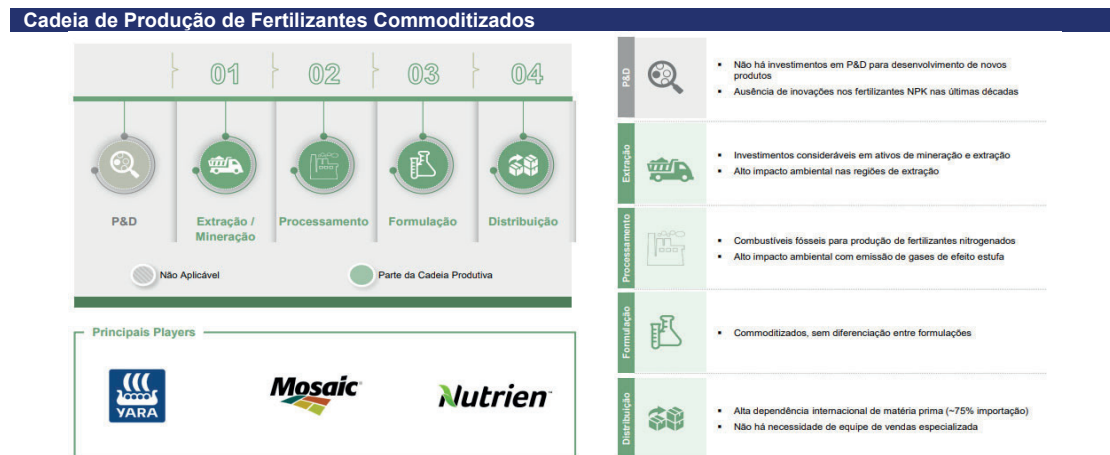 Cadeia de Produção de Fertilizantes Commoditizados
01
02
03
04
P&D
Extração /
Mineração
Processamento
Formulação
Distribuição
Não Aplicável
Parte da Cadeia Produtiva
Principais Players
YARA
Mosaic
Nutrien
P&D
▪ Não há investimentos em P&D para desenvolvimento de novos
produtos
▪ Ausência de inovações nos fertilizantes NPK nas últimas décadas
Extração
▪ Investimentos consideráveis em ativos de mineração e extração
▪ Alto impacto ambiental nas regiões de extração
Processamento
▪ Combustíveis fósseis para produção de fertilizantes nitrogenados
▪ Alto impacto ambiental com emissão de gases de efeito estufa
Formulação
▪ Commoditizados, sem diferenciação entre formulações
Distribuição
▪ Alta dependência internacional de matéria prima (~75% importação)
▪ Não há necessidade de equipe de vendas especializada